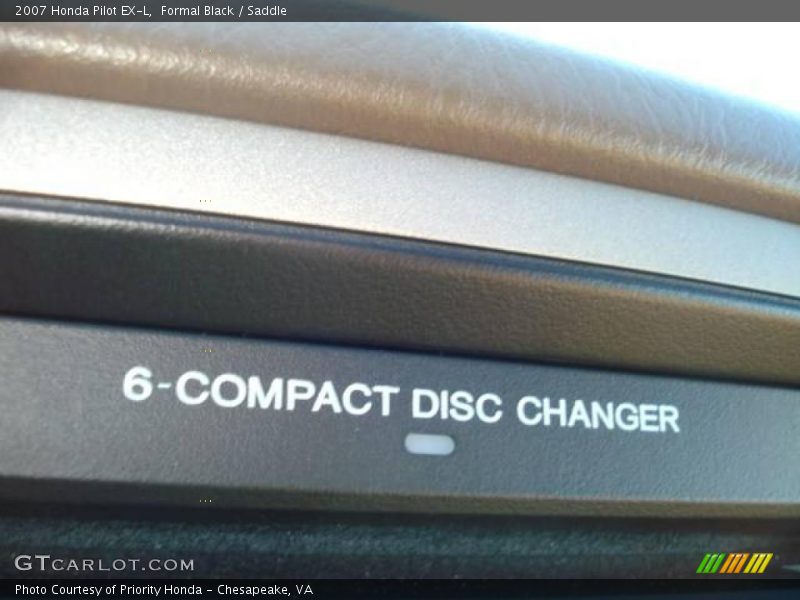 2007 Honda Pilot EX-L, Formal Black / Saddle
6-COMPACT DISC CHANGER
GTCARLOT.COM
Photo Courtesy of Priority Honda - Chesapeake, VA